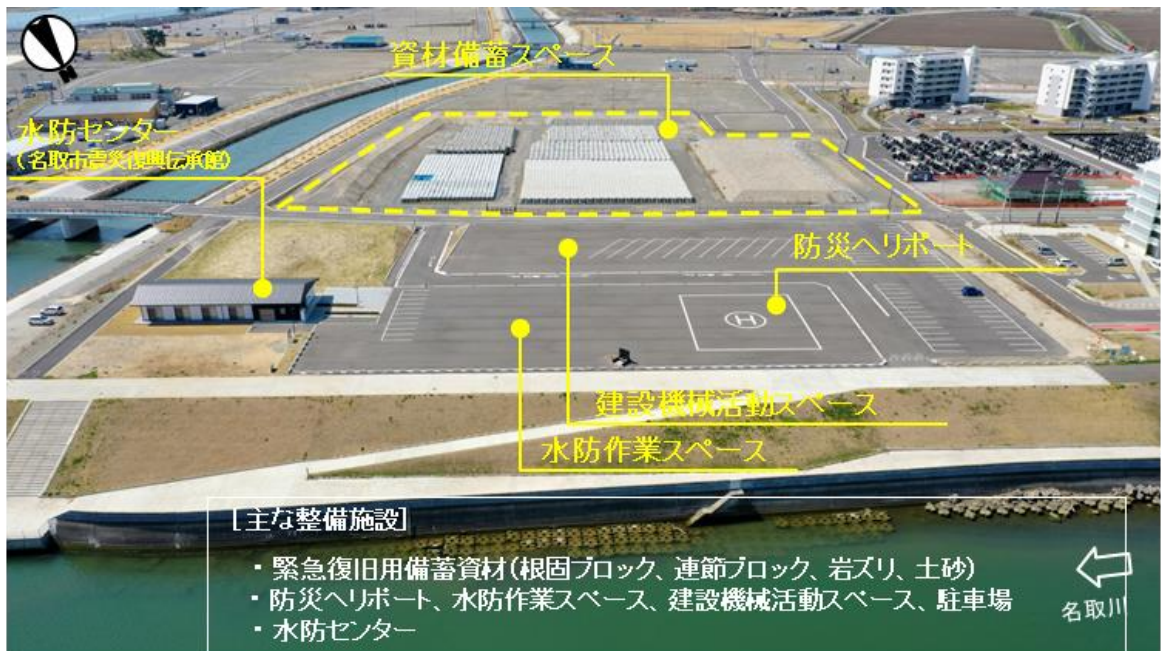 N
資材備蓄スペース
水防センター
(名取市震災復興伝承館)
防災ヘリポート
H
建設機械活動スペース
水防作業スペース
[主な整備施設]
・緊急復旧用備蓄資材(根固ブロック、連節ブロック、岩ズリ、土砂)
・防災ヘリポート、水防作業スペース、建設機械活動スペース、駐車場
・水防センター
名取川